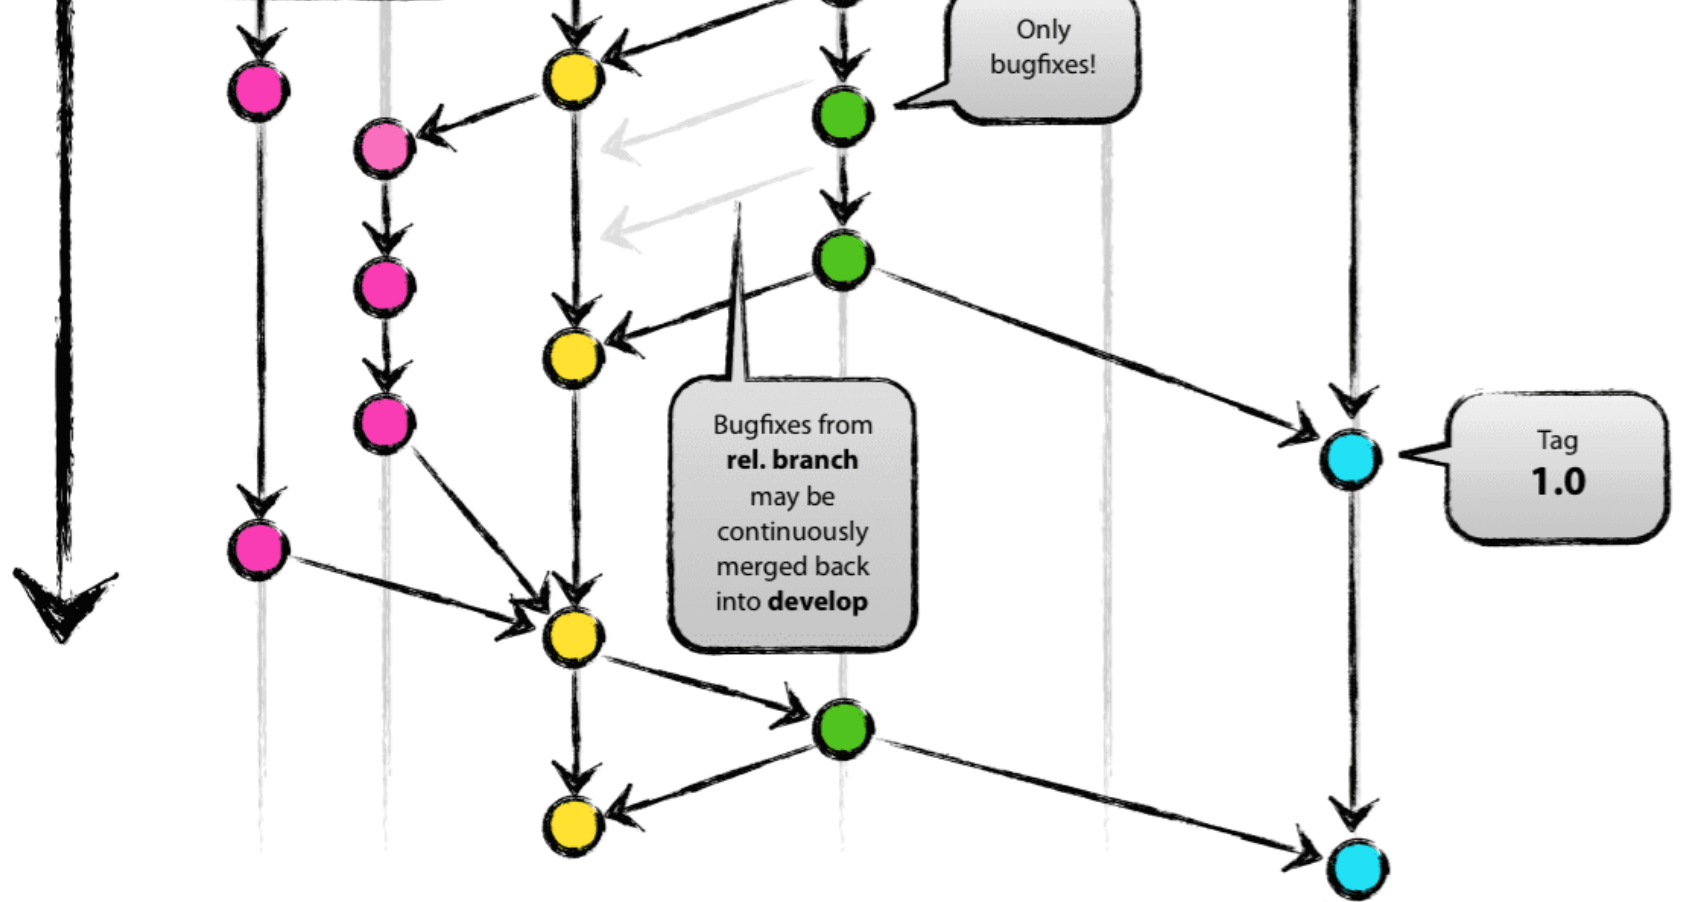 Only
bugfixes!
Bugfixes from
rel. branch
may be
continuously
merged back
into develop
Tag
1.0